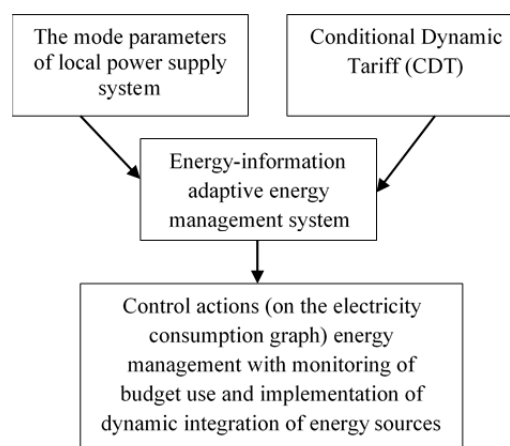 The mode parameters
of local power supply
system
Conditional Dynamic
Tariff (CDT)
Energy-information
adaptive energy
management system
Control actions (on the electricity
consumption graph) energy
management with monitoring of
budget use and implementation of
dynamic integration of energy sources